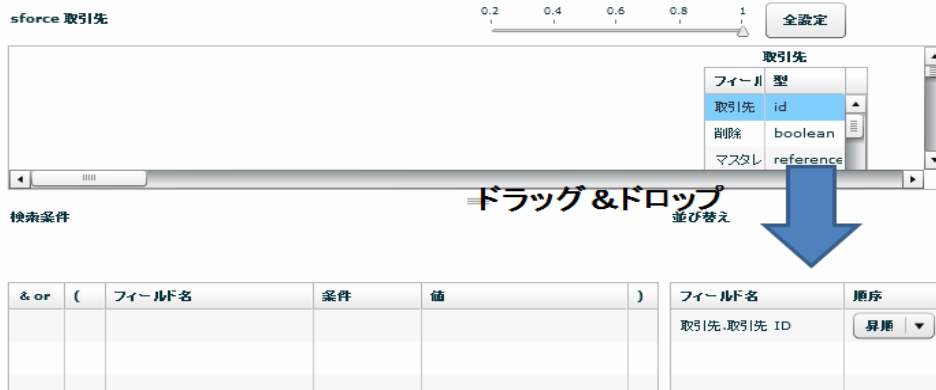 sforce 取引先
0.2 0.4 0.6 0.8 1
全設定
取引先
フィール 型
取引先 id
削除 boolean
マスタレ reference
ドラッグ &ドロップ
検索条件
並び替え
& or ( フィールド名 条件 値 )
フィールド名 順序
取引先.取引先 ID 昇順